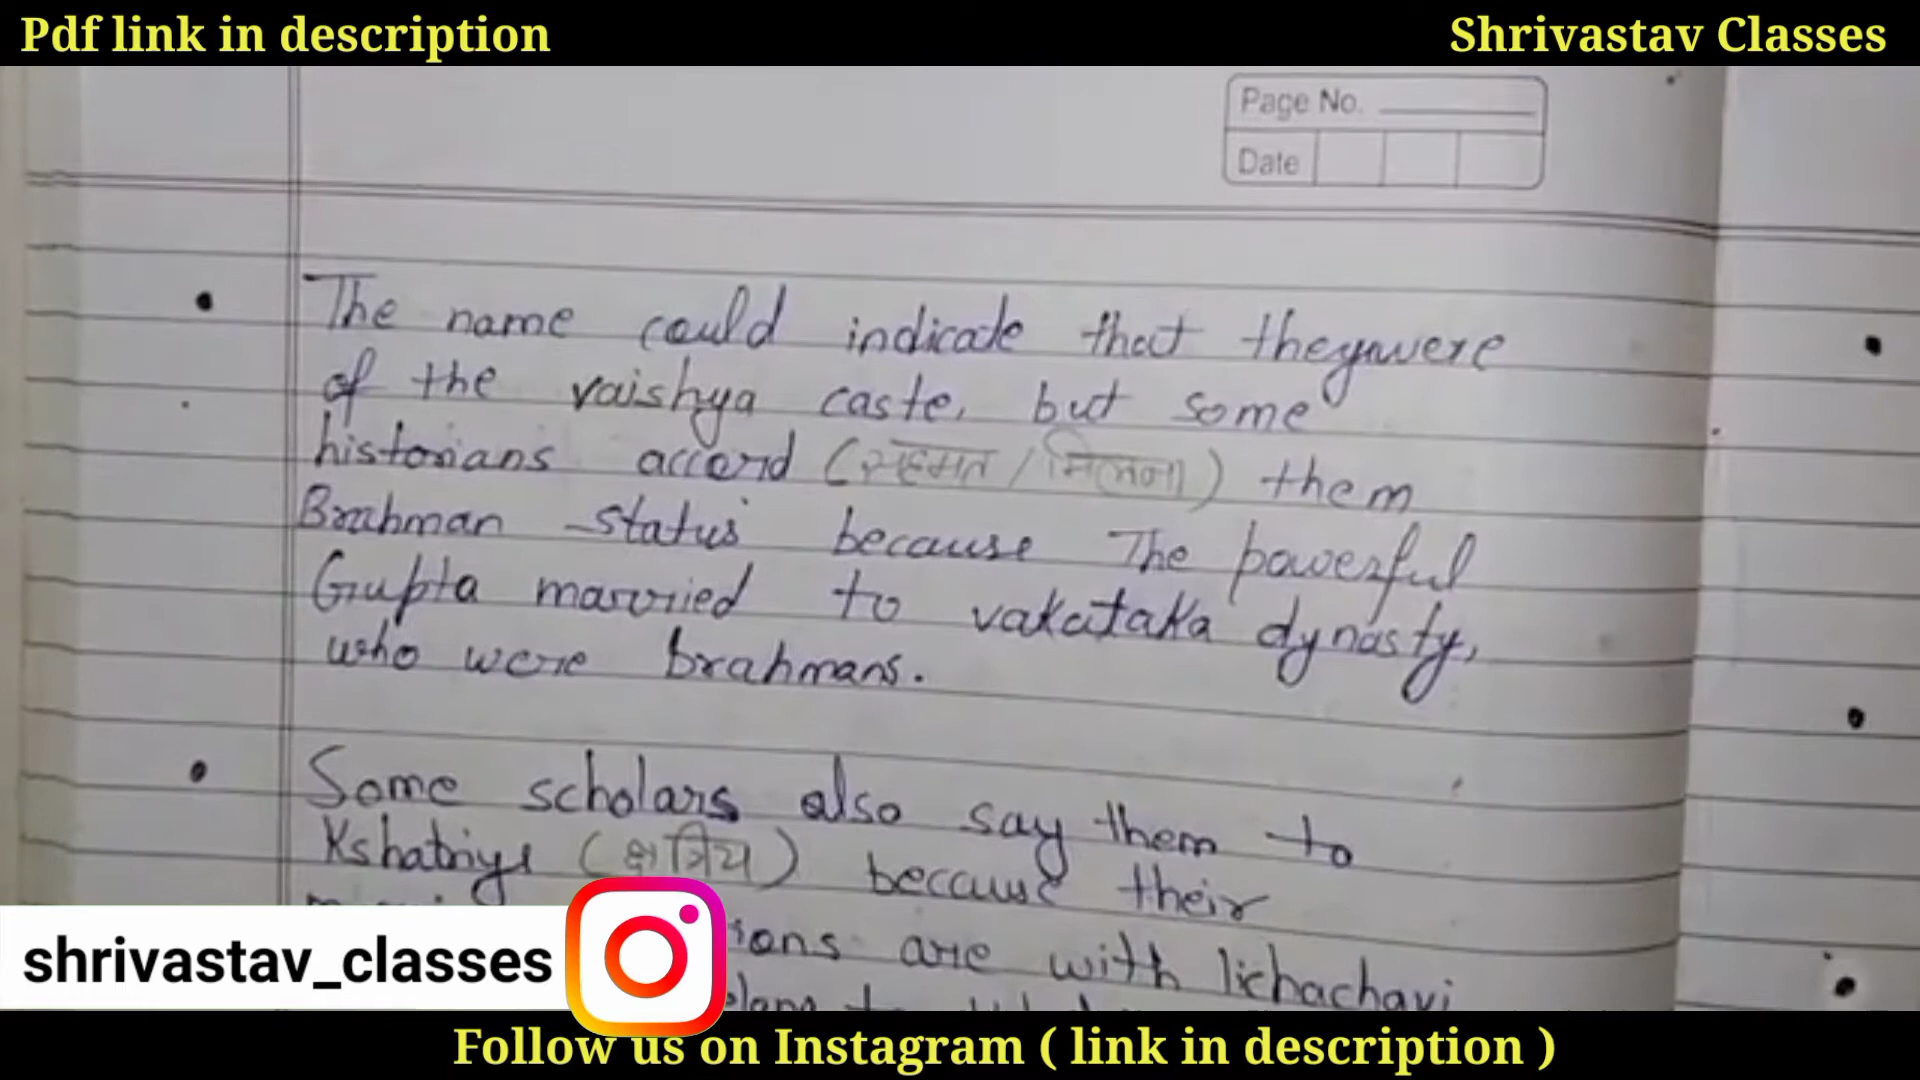 Pdf link in description
Shrivastav Classes
Page No.
Date
The name could indicate that they were
of the vaishya caste, but some
historians accord (सहमत / मिलना) them
Brahman status because The powerful
Gupta married to vakataka dynasty,
who were brahmans.
Some scholars also say them to
Kshatriya (क्षत्रिय) because their
ions are with lichachavi
shrivastav_classes
Follow us on Instagram ( link in description )